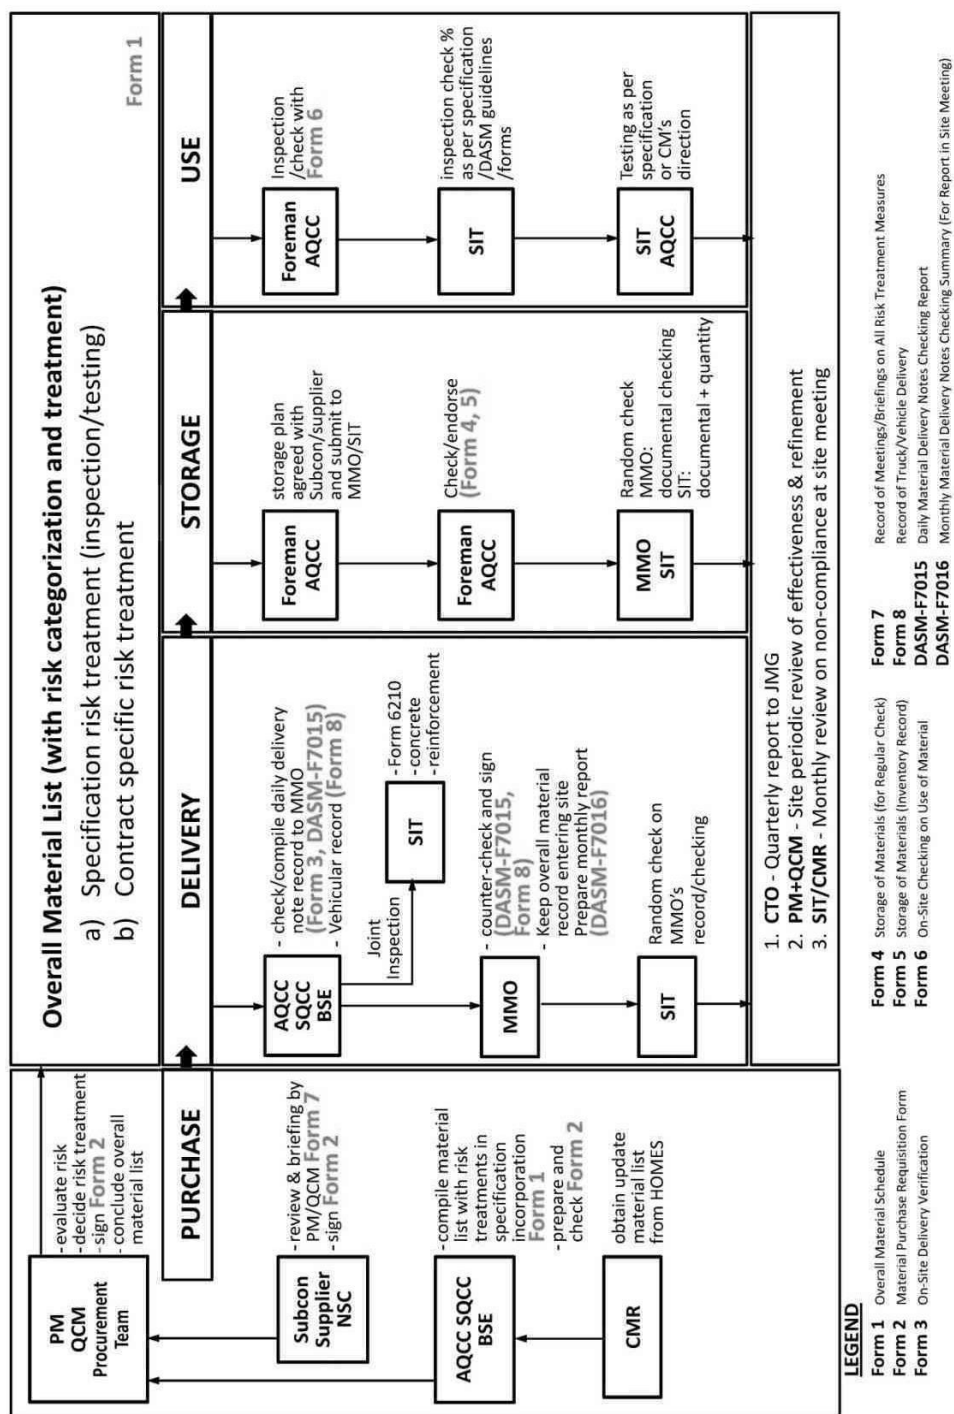 Overall Material List (with risk categorization and treatment)
a) Specification risk treatment (inspection/testing)
b) Contract specific risk treatment
Form 1
PM
QCM
Procurement
Team
- evaluate risk
- decide risk treatment
- sign Form 2
- conclude overall
material list
PURCHASE
Subcon
Supplier
NSC
- review & briefing by
PM/QCM Form 7
- sign Form 2
AQCC SQCC
BSE
- compile material
list with risk
treatments in
specification
incorporation
Form 1
- prepare and
check Form 2
CMR
obtain update
material list
from HOMES
DELIVERY
AQCC
SQCC
BSE
- check/compile daily delivery
note record to MMO
(Form 3, DASM-F7015)
- Vehicular record (Form 8)
Joint
Inspection
SIT
- Form 6210
- concrete
- reinforcement
MMO
- counter-check and sign
(DASM-F7015,
Form 8)
- Keep overall material
record entering site
Prepare monthly report
(DASM-F7016)
SIT
Random check on
MMO's
record/checking
STORAGE
Foreman
AQCC
storage plan
agreed with
Subcon/supplier
and submit to
MMO/SIT
Foreman
AQCC
Check/endorse
(Form 4, 5)
MMO
SIT
Random check
MMO:
documental checking
SIT:
documental + quantity
USE
Foreman
AQCC
Inspection
/check with
Form 6
SIT
inspection check %
as per specification
/DASM guidelines
/forms
SIT
AQCC
Testing as per
specification
or CM's
direction
1. CTO - Quarterly report to JMG
2. PM+QCM - Site periodic review of effectiveness & refinement
3. SIT/CMR - Monthly review on non-compliance at site meeting
LEGEND
Form 1 Overall Material Schedule
Form 2 Material Purchase Requisition Form
Form 3 On-Site Delivery Verification
Form 4 Storage of Materials (for Regular Check)
Form 5 Storage of Materials (Inventory Record)
Form 6 On-Site Checking on Use of Material
Form 7 Record of Meetings/Briefings on All Risk Treatment Measures
Form 8 Record of Truck/Vehicle Delivery
DASM-F7015 Daily Material Delivery Notes Checking Report
DASM-F7016 Monthly Material Delivery Notes Checking Summary (For Report in Site Meeting)